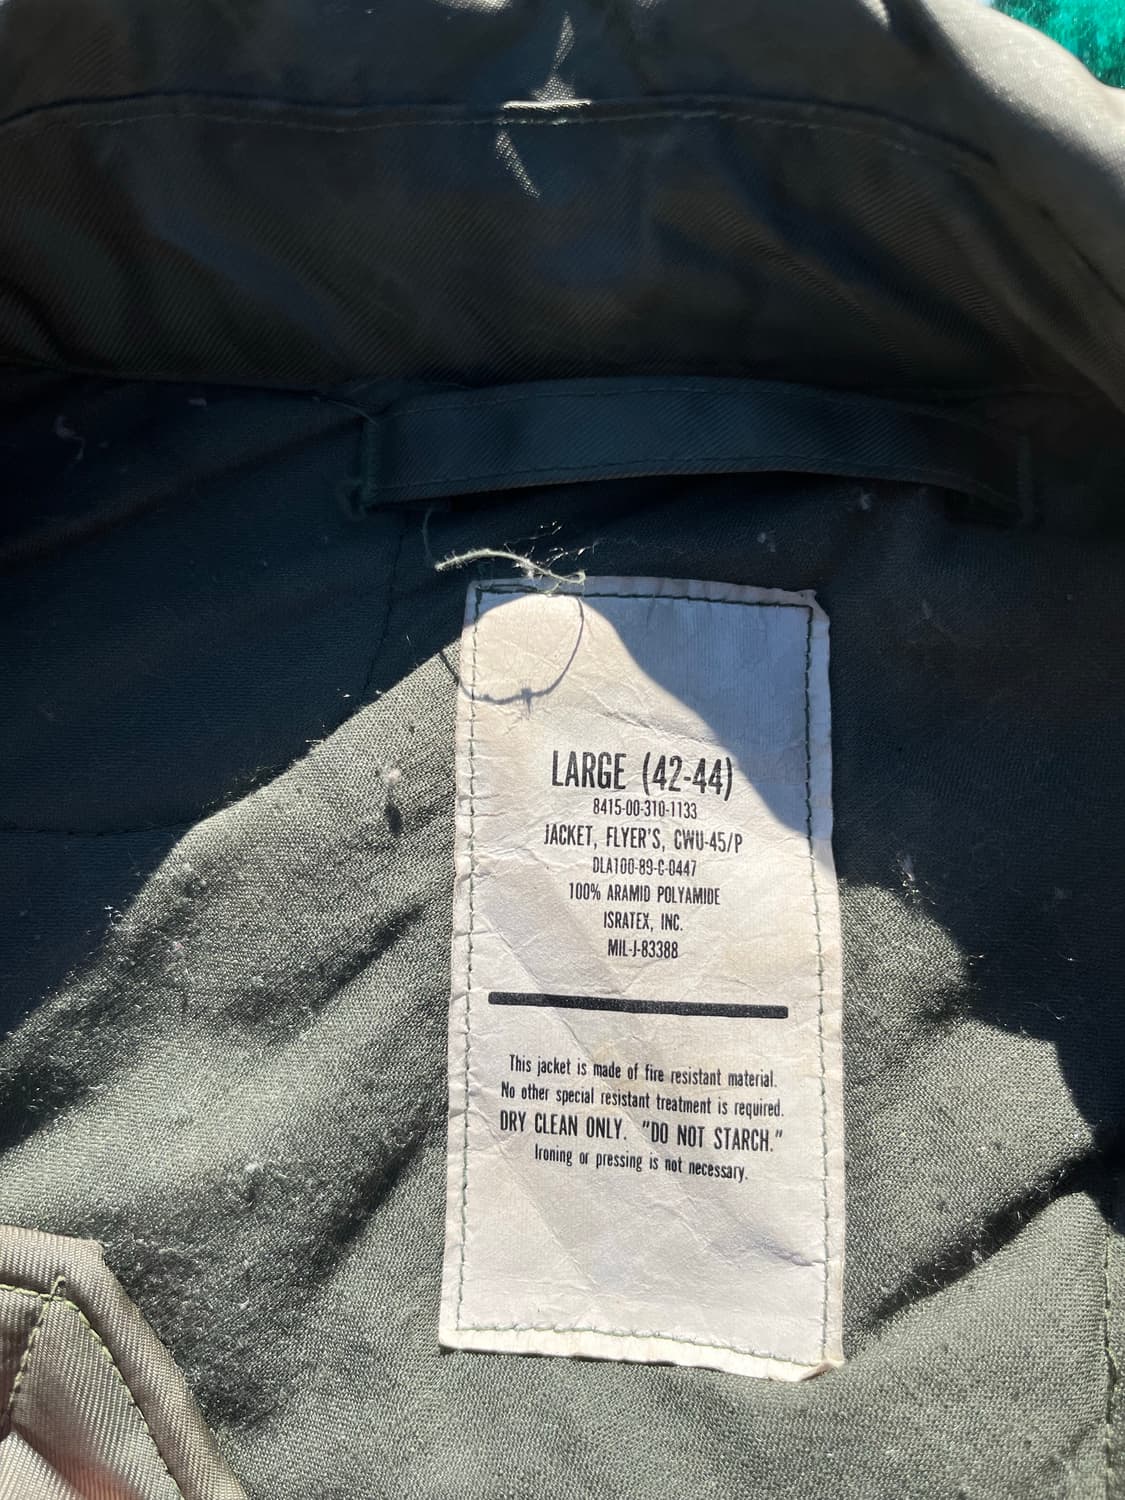 LARGE (42-44)
8415-00-310-1133
JACKET, FLYER'S, CWU-45/P
DLA100-89-C-0447
100% ARAMID POLYAMIDE
ISRATEX, INC.
MIL-J-83388
This jacket is made of fire resistant material.
No other special resistant treatment is required.
DRY CLEAN ONLY. "DO NOT STARCH."
Ironing or pressing is not necessary.